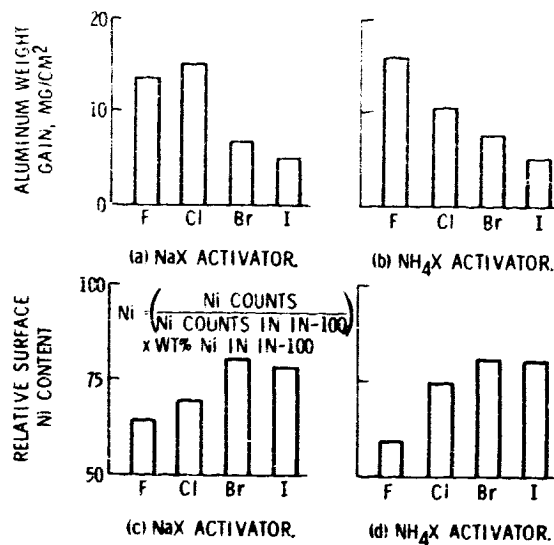 ALUMINUM WEIGHT
GAIN, MG/CM²
20
10
0
F Cl Br I
F Cl Br I
(a) NaX ACTIVATOR.
(b) NH₄X ACTIVATOR.
RELATIVE SURFACE
Ni CONTENT
100
75
50
Ni = (Ni COUNTS
Ni COUNTS IN IN-100)
x WT% Ni IN IN-100
F Cl Br I
F Cl Br I
(c) NaX ACTIVATOR.
(d) NH₄X ACTIVATOR.